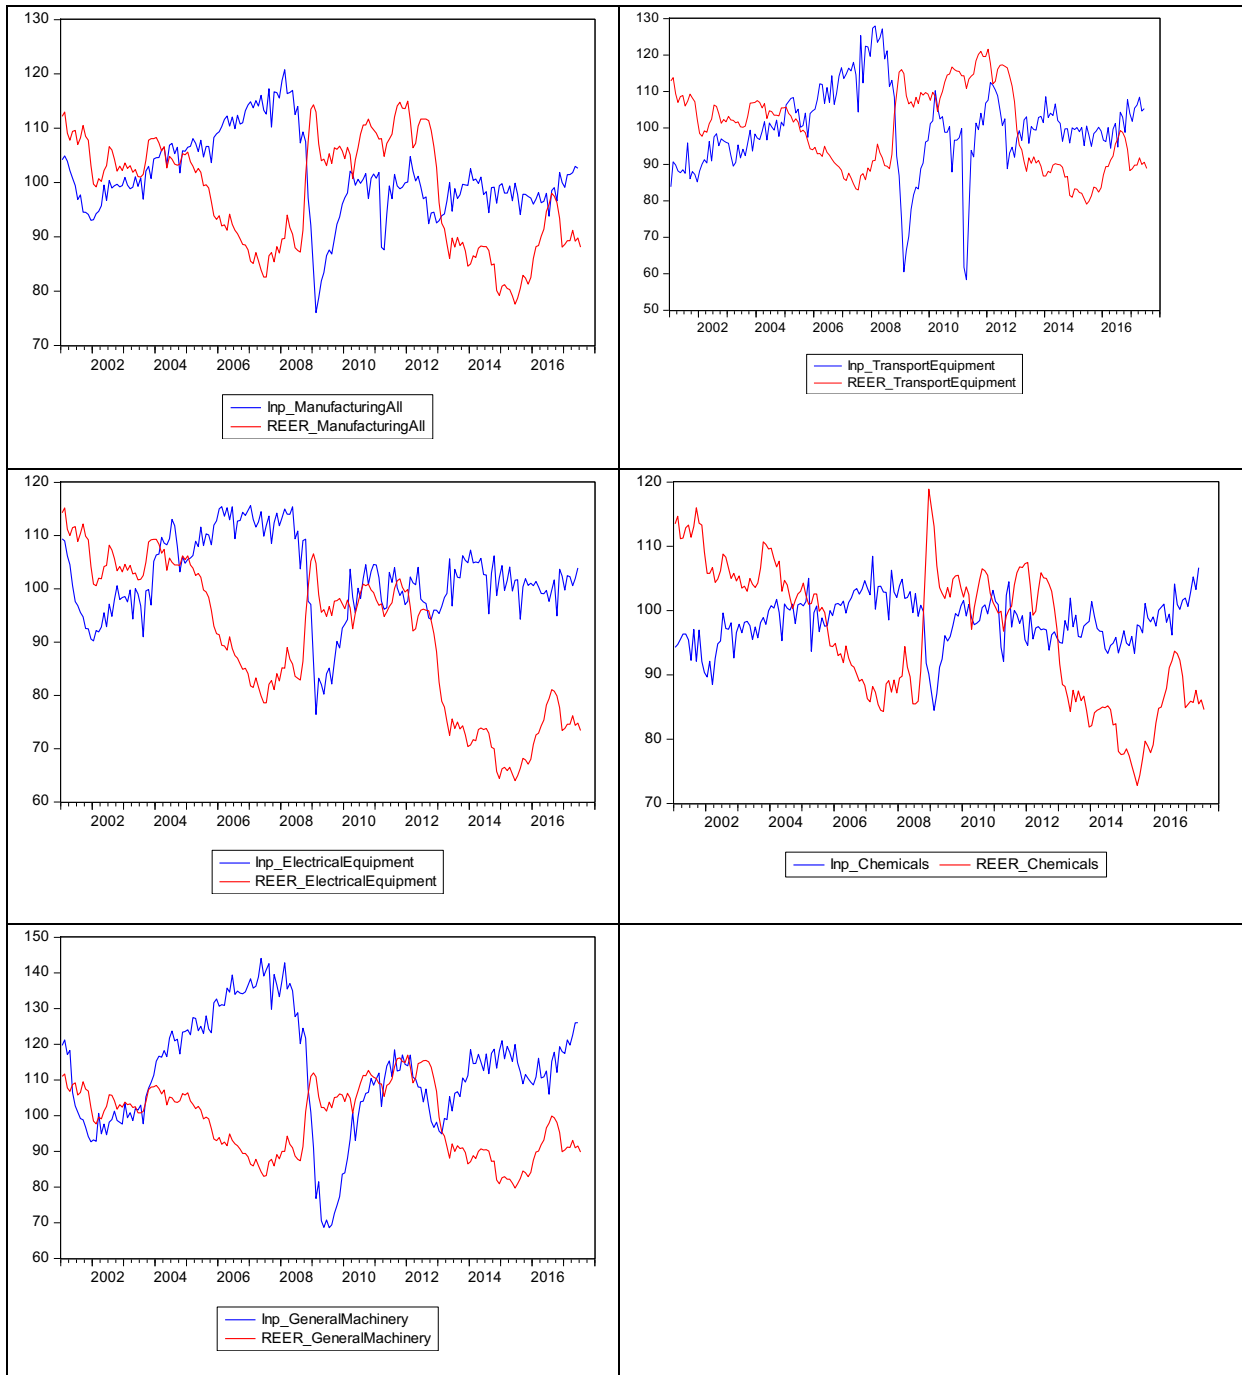 130
120
110
100
90
80
70
2002 2004 2006 2008 2010 2012 2014 2016
Inp_ManufacturingAll
REER_ManufacturingAll
130
120
110
100
90
80
70
60
50
2002 2004 2006 2008 2010 2012 2014 2016
Inp_TransportEquipment
REER_TransportEquipment
120
110
100
90
80
70
60
2002 2004 2006 2008 2010 2012 2014 2016
Inp_ElectricalEquipment
REER_ElectricalEquipment
120
110
100
90
80
70
2002 2004 2006 2008 2010 2012 2014 2016
Inp_Chemicals REER_Chemicals
150
140
130
120
110
100
90
80
70
60
2002 2004 2006 2008 2010 2012 2014 2016
Inp_GeneralMachinery
REER_GeneralMachinery